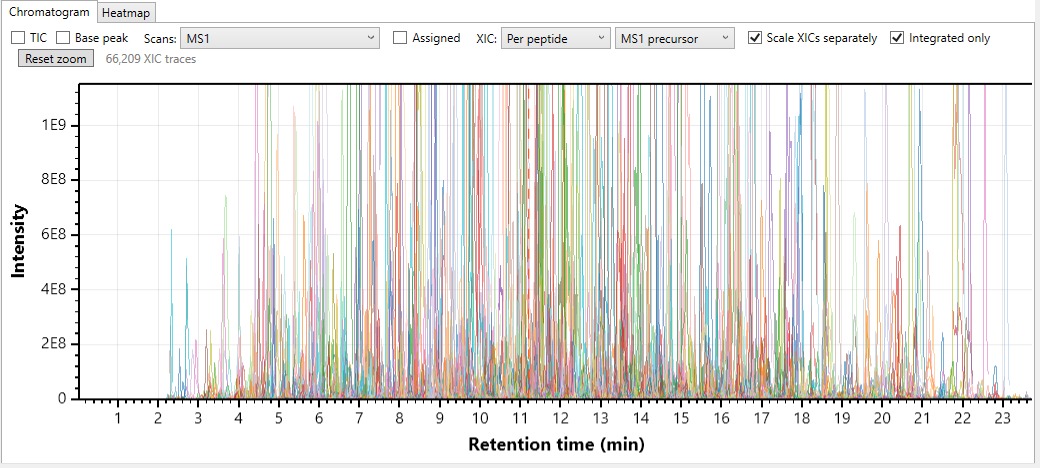 Chromatogram Heatmap
TIC Base peak Scans: MS1 Assigned XIC: Per peptide MS1 precursor Scale XICs separately Integrated only
Reset zoom 66,209 XIC traces
1E9
8E8
6E8
4E8
2E8
0
Intensity
1 2 3 4 5 6 7 8 9 10 11 12 13 14 15 16 17 18 19 20 21 22 23
Retention time (min)